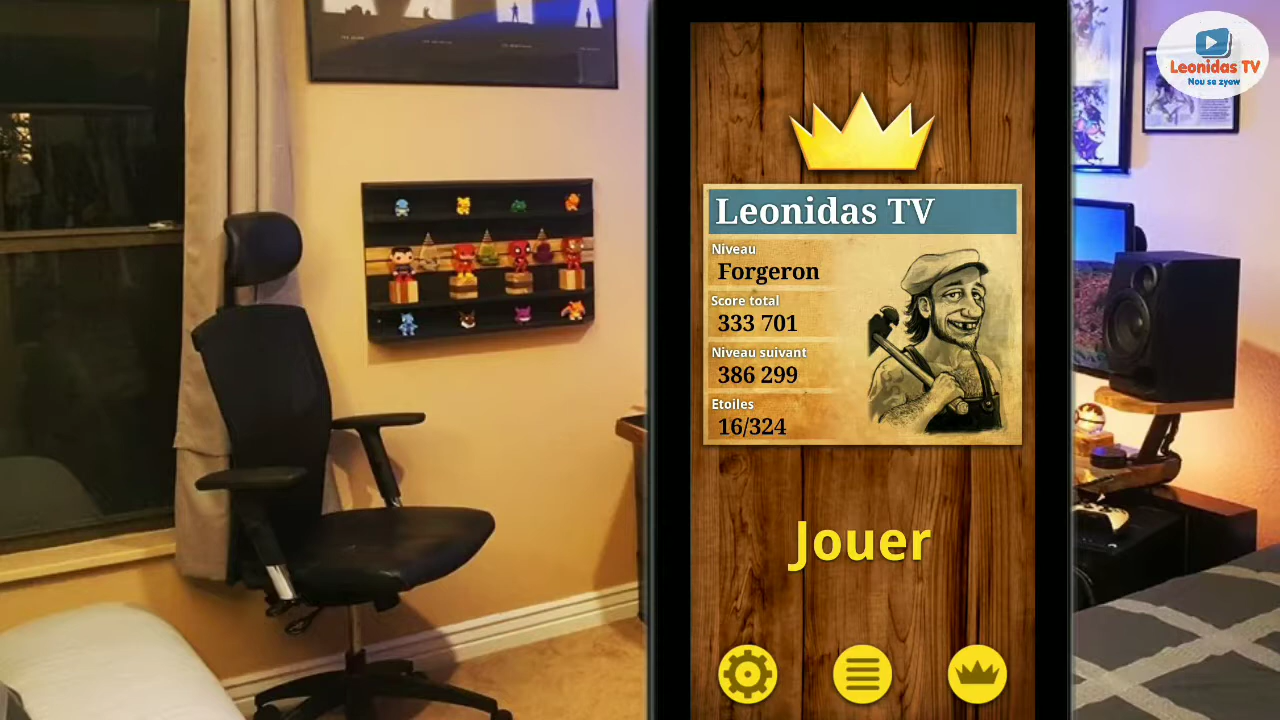 Leonidas TV
Nou se zyew
Leonidas TV
Niveau
Forgeron
Score total
333 701
Niveau suivant
386 299
Etoiles
16/324
Jouer